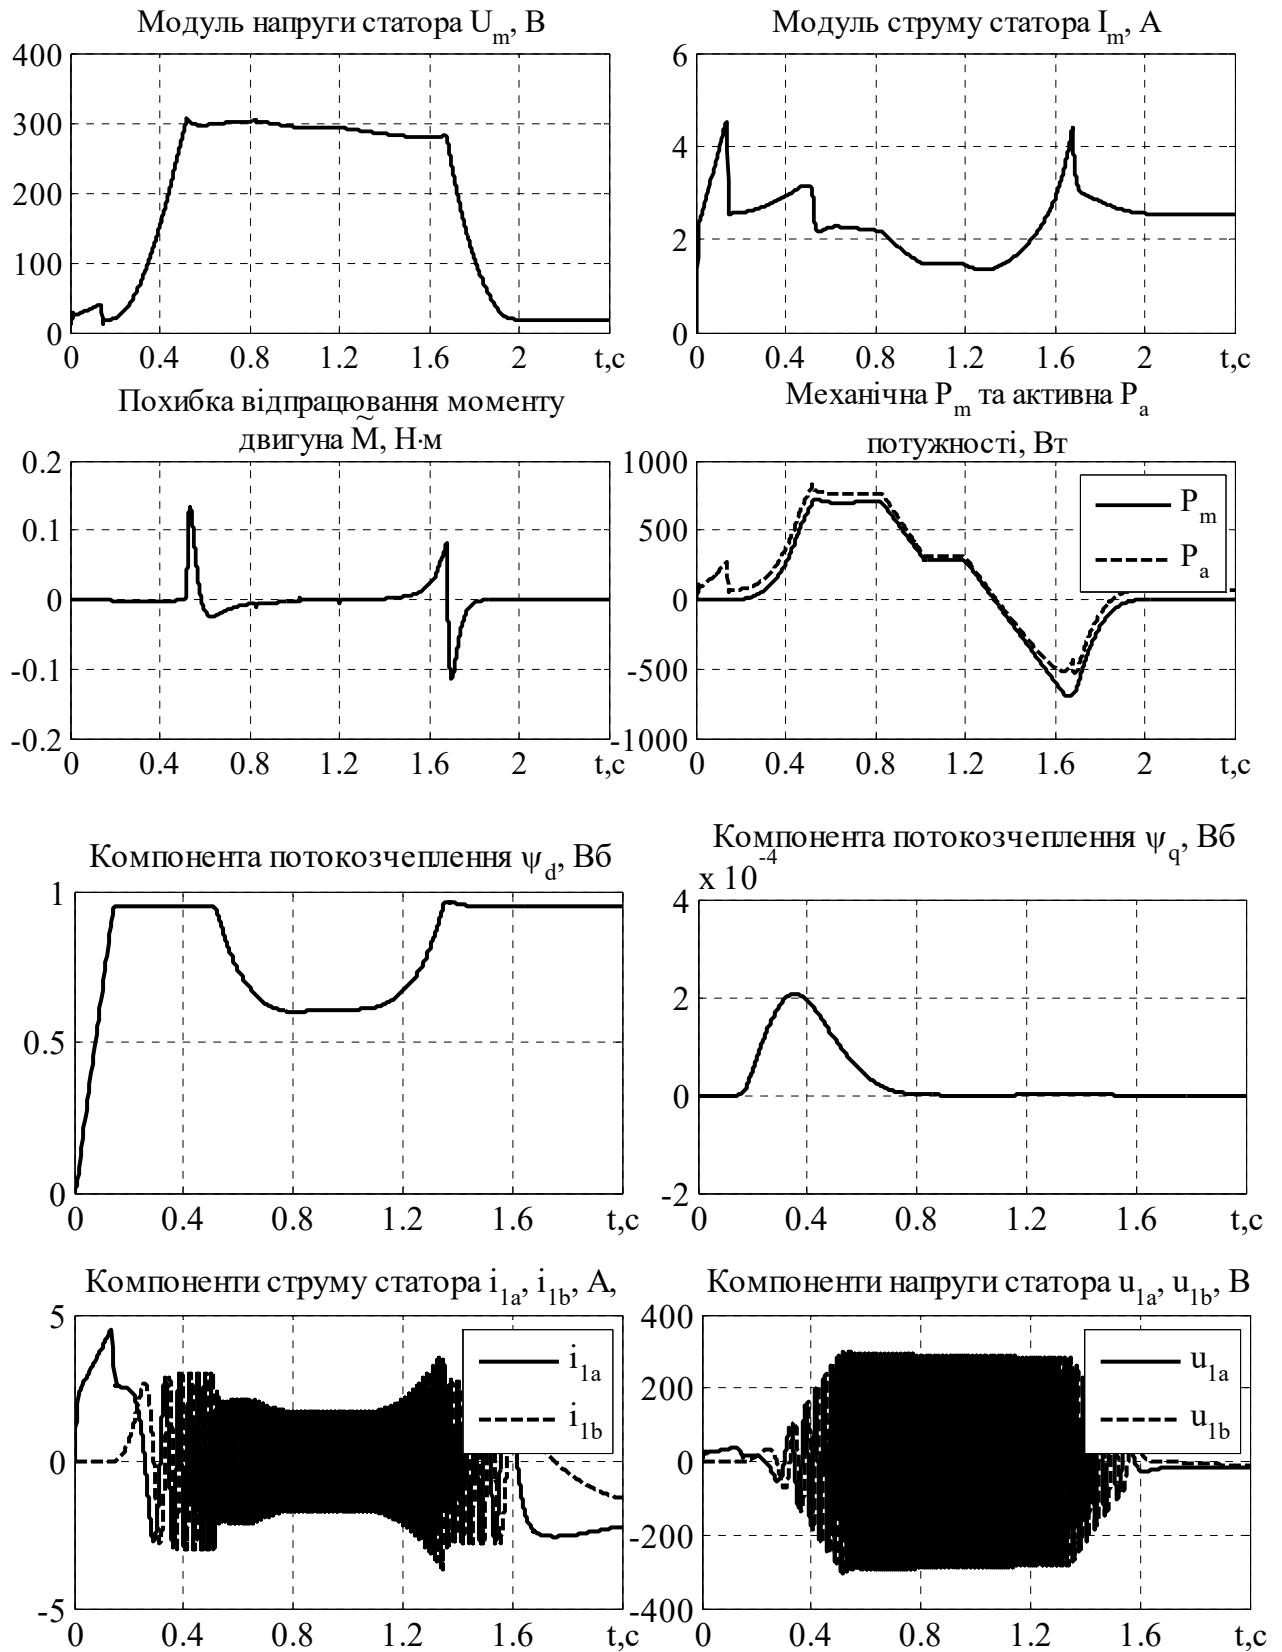 Модуль напруги статора U_m, В
400
300
200
100
0
0 0.4 0.8 1.2 1.6 2 t,с
Модуль струму статора I_m, А
6
4
2
0
0 0.4 0.8 1.2 1.6 2 t,с
Похибка відпрацювання моменту
двигуна M̃, Н·м
0.2
0.1
0
-0.1
-0.2
0 0.4 0.8 1.2 1.6 2 t,с
Механічна P_m та активна P_a
потужності, Вт
1000
500
0
-500
-1000
P_m
P_a
0 0.4 0.8 1.2 1.6 2 t,с
Компонента потокозчеплення ψ_d, Вб
1
0.5
0
0 0.4 0.8 1.2 1.6 t,с
Компонента потокозчеплення ψ_q, Вб
x 10^-4
4
2
0
-2
0 0.4 0.8 1.2 1.6 t,с
Компоненти струму статора i_1a, i_1b, А,
5
0
-5
i_1a
i_1b
0 0.4 0.8 1.2 1.6 t,с
Компоненти напруги статора u_1a, u_1b, В
400
200
0
-200
-400
u_1a
u_1b
0 0.4 0.8 1.2 1.6 t,с